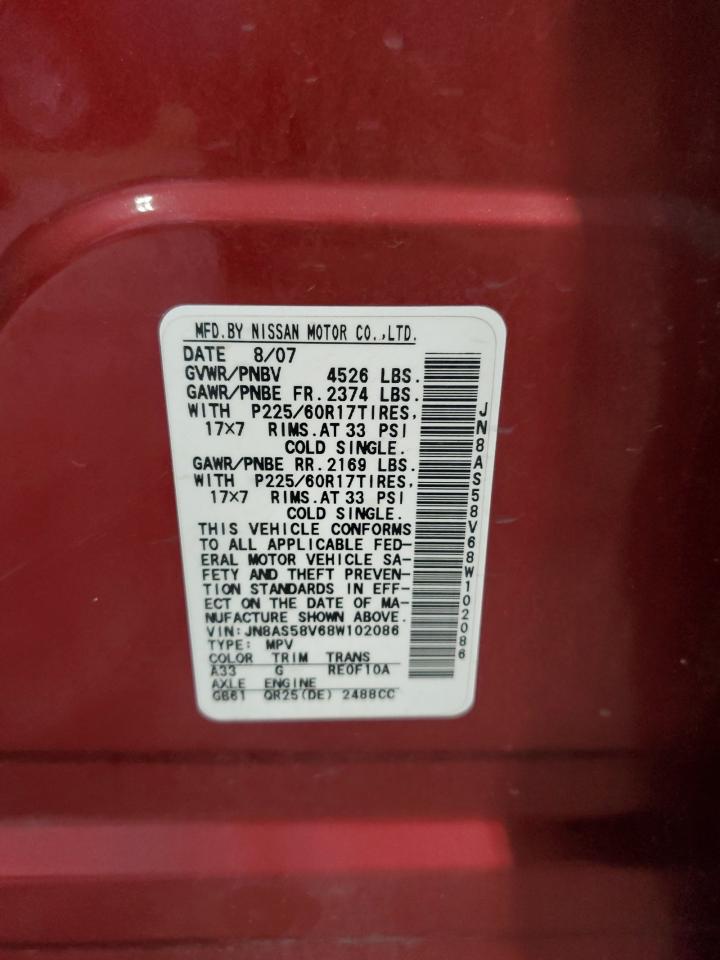 MFD.BY NISSAN MOTOR CO.,LTD.
DATE 8/07
GVWR/PNBV 4526 LBS.
GAWR/PNBE FR.2374 LBS.
WITH P225/60R17TIRES,
17×7 RIMS.AT 33 PSI
COLD SINGLE.
GAWR/PNBE RR.2169 LBS.
WITH P225/60R17TIRES,
17×7 RIMS.AT 33 PSI
COLD SINGLE.
THIS VEHICLE CONFORMS
TO ALL APPLICABLE FED-
ERAL MOTOR VEHICLE SA-
FETY AND THEFT PREVEN-
TION STANDARDS IN EFF-
ECT ON THE DATE OF MA-
NUFACTURE SHOWN ABOVE.
VIN:JN8AS58V68W102086
TYPE: MPV
COLOR TRIM TRANS
A33 G RE0F10A
AXLE ENGINE
GB61 QR25(DE) 2488CC
JN8AS58V68W102086